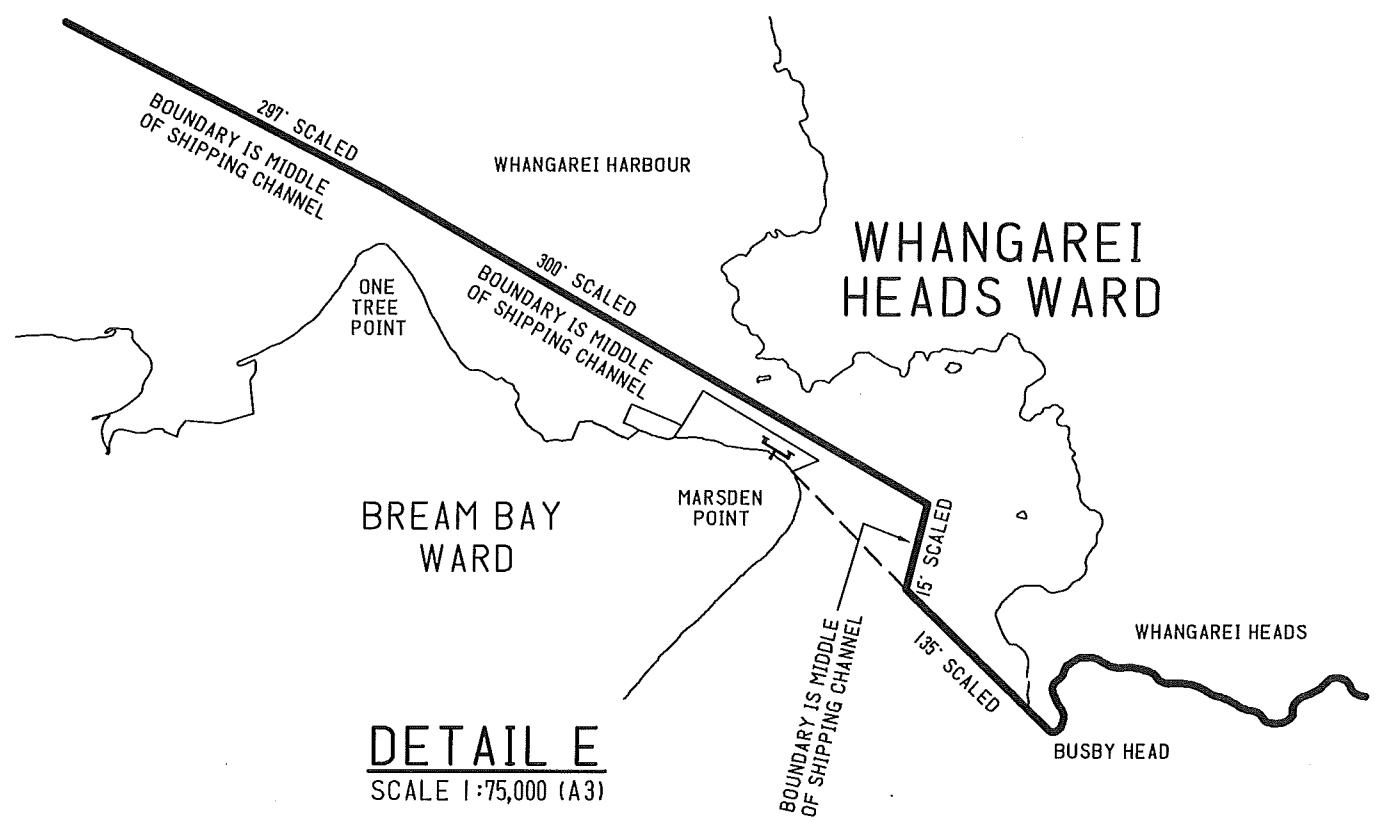 297° SCALED
BOUNDARY IS MIDDLE
OF SHIPPING CHANNEL
WHANGAREI HARBOUR
WHANGAREI
HEADS WARD
300° SCALED
BOUNDARY IS MIDDLE
OF SHIPPING CHANNEL
ONE
TREE
POINT
MARSDEN
POINT
BREAM BAY
WARD
15° SCALED
BOUNDARY IS MIDDLE
OF SHIPPING CHANNEL
135° SCALED
WHANGAREI HEADS
BUSBY HEAD
DETAIL E
SCALE 1:75,000 (A3)